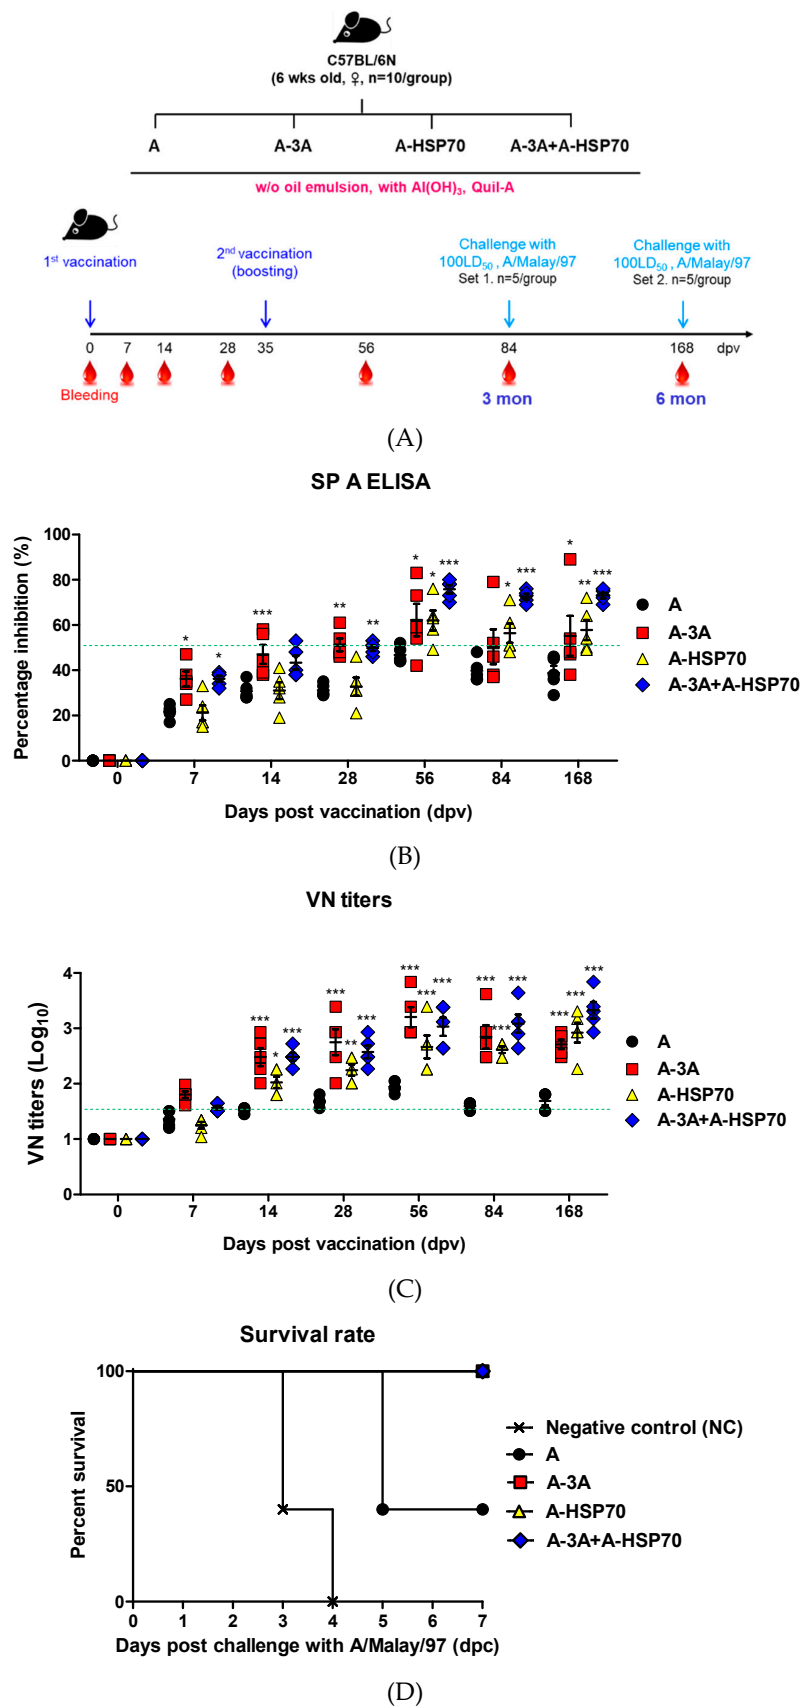 C57BL/6N
(6 wks old, ♀, n=10/group)
A A-3A A-HSP70 A-3A+A-HSP70
w/o oil emulsion, with Al(OH)₃, Quil-A
1st vaccination
2nd vaccination
(boosting)
Challenge with
100LD₅₀, A/Malay/97
Set 1. n=5/group
Challenge with
100LD₅₀, A/Malay/97
Set 2. n=5/group
0 7 14 28 35 56 84 168 dpv
Bleeding
3 mon 6 mon
(A)
SP A ELISA
Percentage inhibition (%)
100
80
60
40
20
0
* * *** ** ** * * *** * *** * ** ***
A
A-3A
A-HSP70
A-3A+A-HSP70
0 7 14 28 56 84 168
Days post vaccination (dpv)
(B)
VN titers
VN titers (Log₁₀)
4
3
2
1
0
*** * *** *** ** *** *** *** *** *** *** *** *** *** ***
A
A-3A
A-HSP70
A-3A+A-HSP70
0 7 14 28 56 84 168
Days post vaccination (dpv)
(C)
Survival rate
Percent survival
100
50
0
Negative control (NC)
A
A-3A
A-HSP70
A-3A+A-HSP70
0 1 2 3 4 5 6 7
Days post challenge with A/Malay/97 (dpc)
(D)